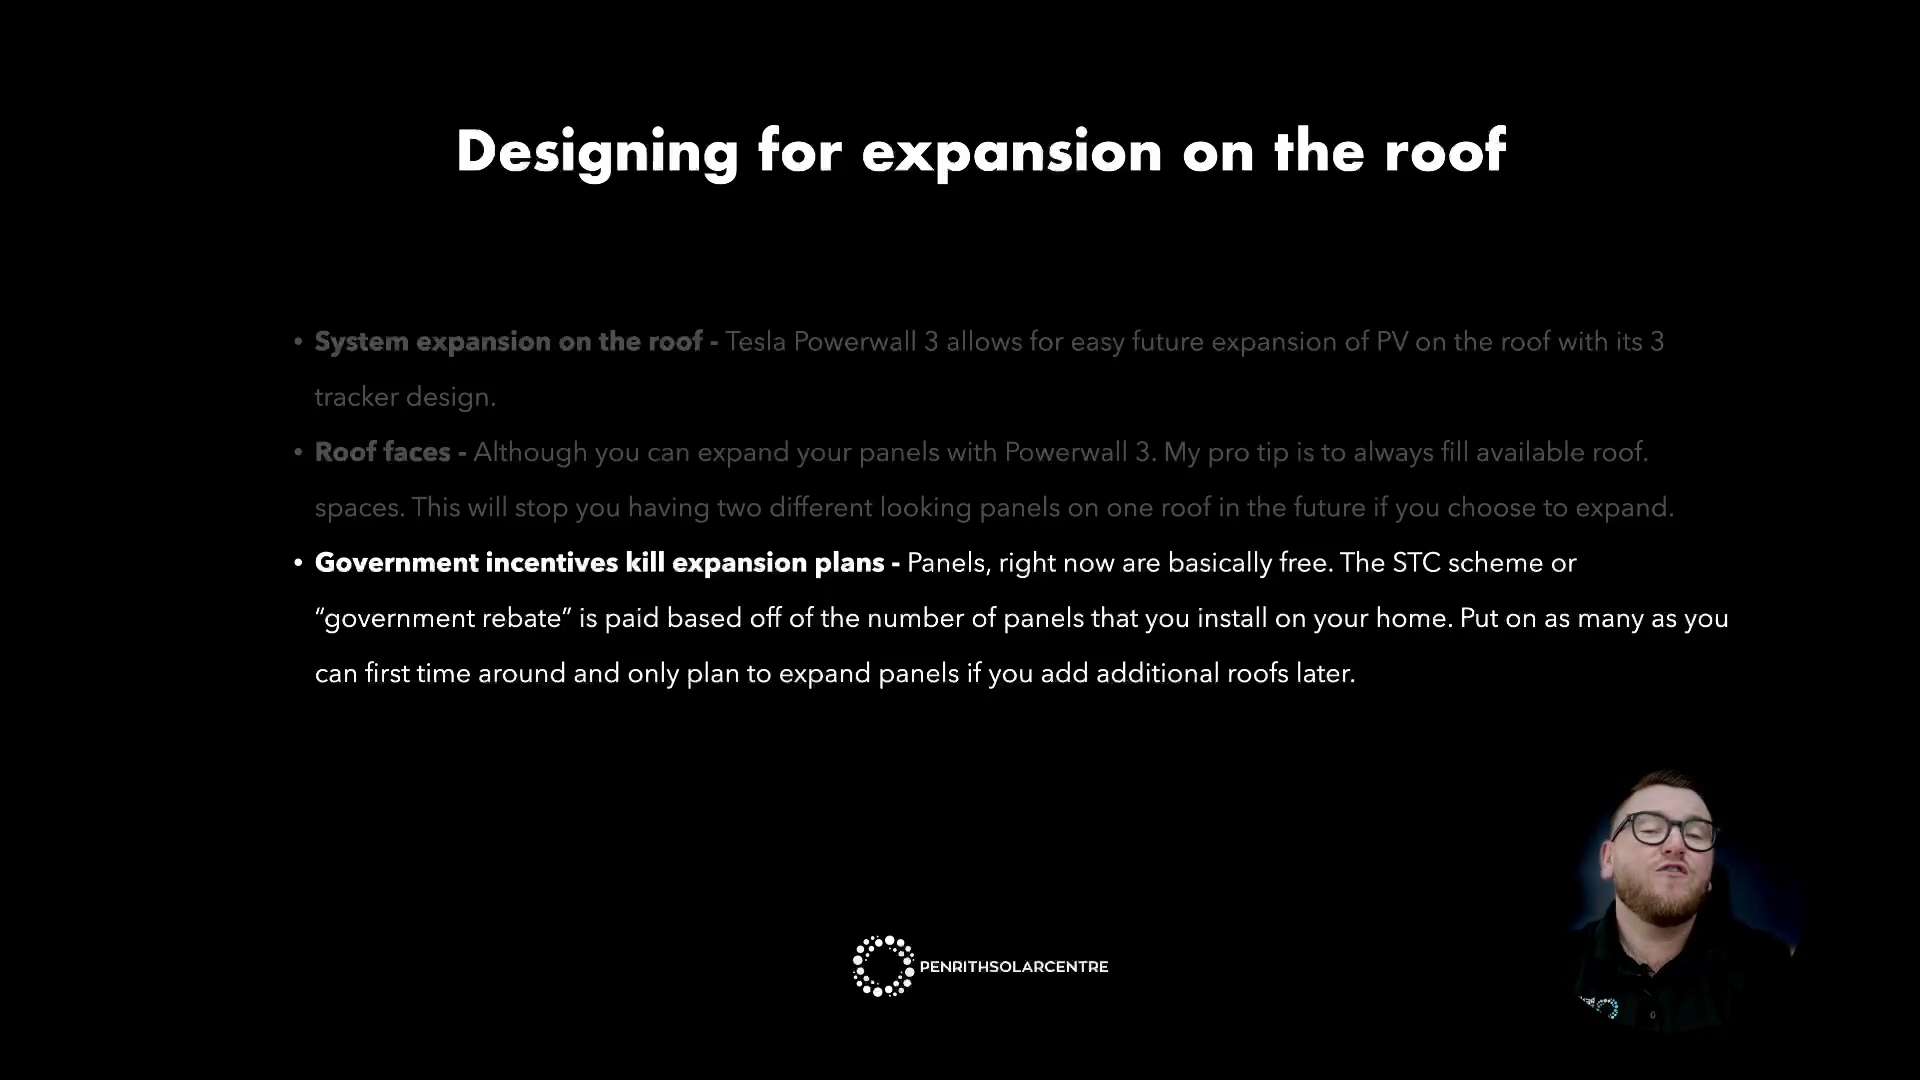 Designing for expansion on the roof
• System expansion on the roof - Tesla Powerwall 3 allows for easy future expansion of PV on the roof with its 3
tracker design.
• Roof faces - Although you can expand your panels with Powerwall 3. My pro tip is to always fill available roof.
spaces. This will stop you having two different looking panels on one roof in the future if you choose to expand.
• Government incentives kill expansion plans - Panels, right now are basically free. The STC scheme or
“government rebate” is paid based off of the number of panels that you install on your home. Put on as many as you
can first time around and only plan to expand panels if you add additional roofs later.
PENRITHSOLARCENTRE